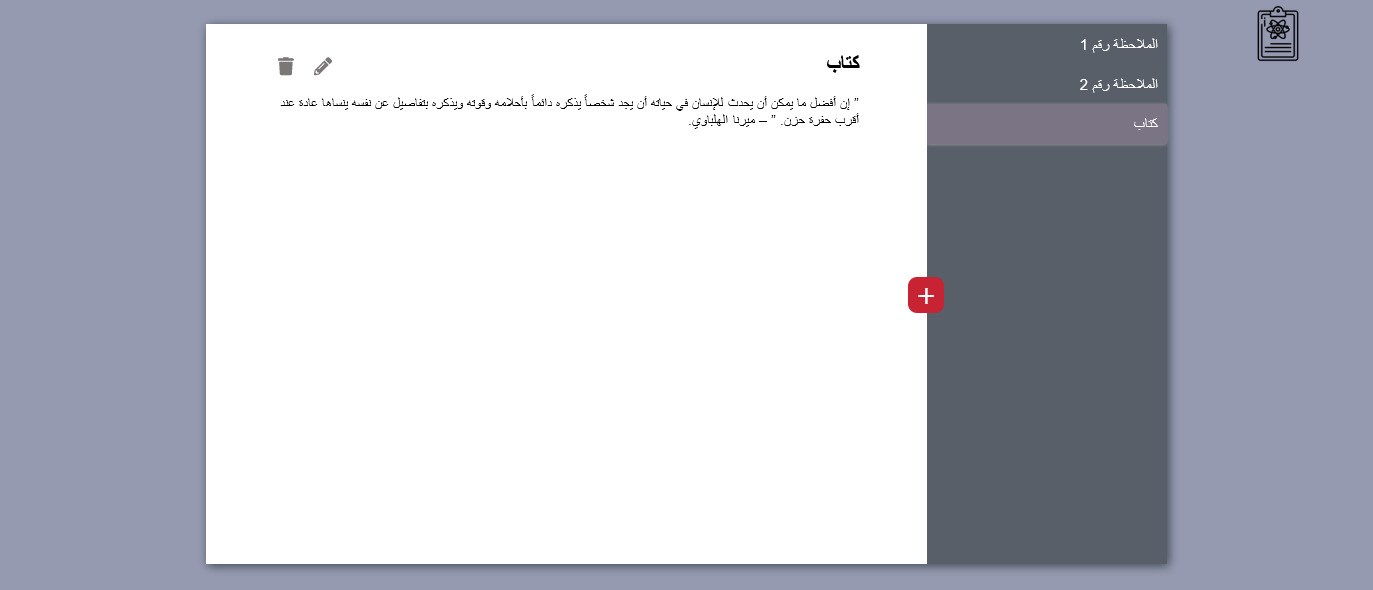 الملاحظة رقم 1
الملاحظة رقم 2
كتاب
كتاب
” إن أفضل ما يمكن أن يحدث للإنسان في حياته أن يجد شخصاً يذكره دائماً بأحلامه وقوته ويذكره بتفاصيل عن نفسه ينساها عادة عند
أقرب حفرة حزن. ” – ميرنا الهلباوي.